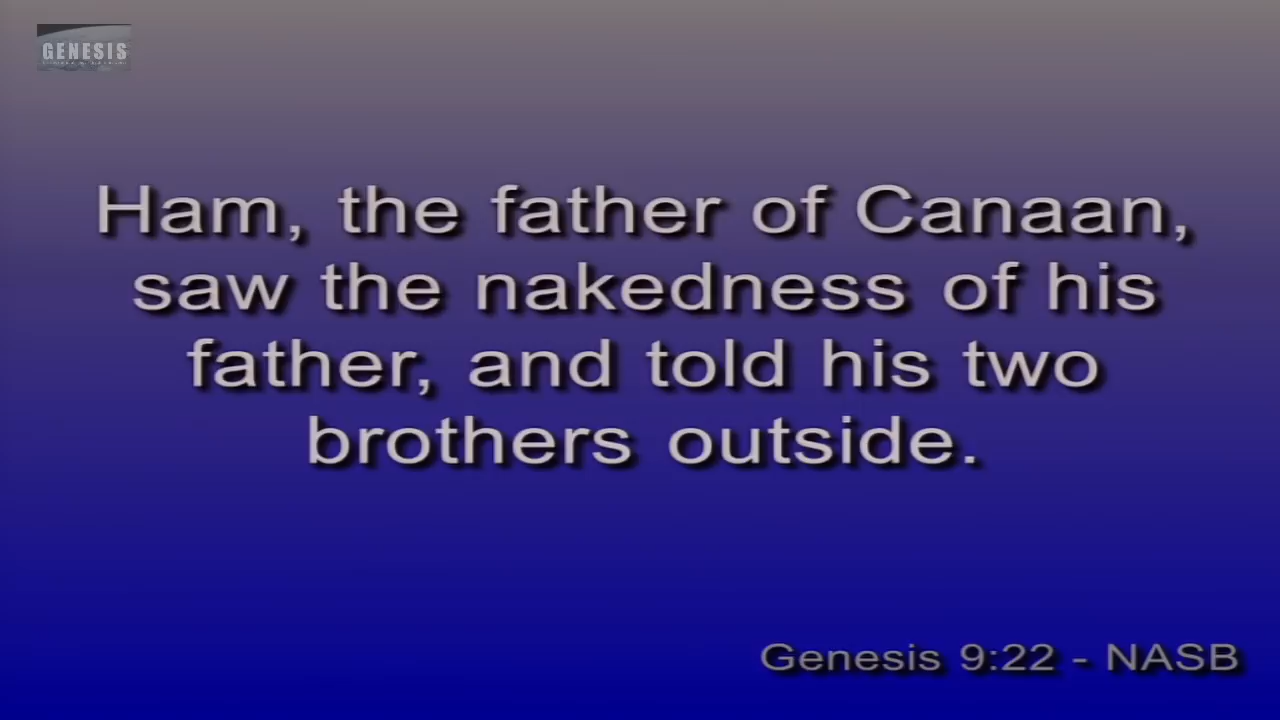 GENESIS
Ham, the father of Canaan,
saw the nakedness of his
father, and told his two
brothers outside.
Genesis 9:22 - NASB